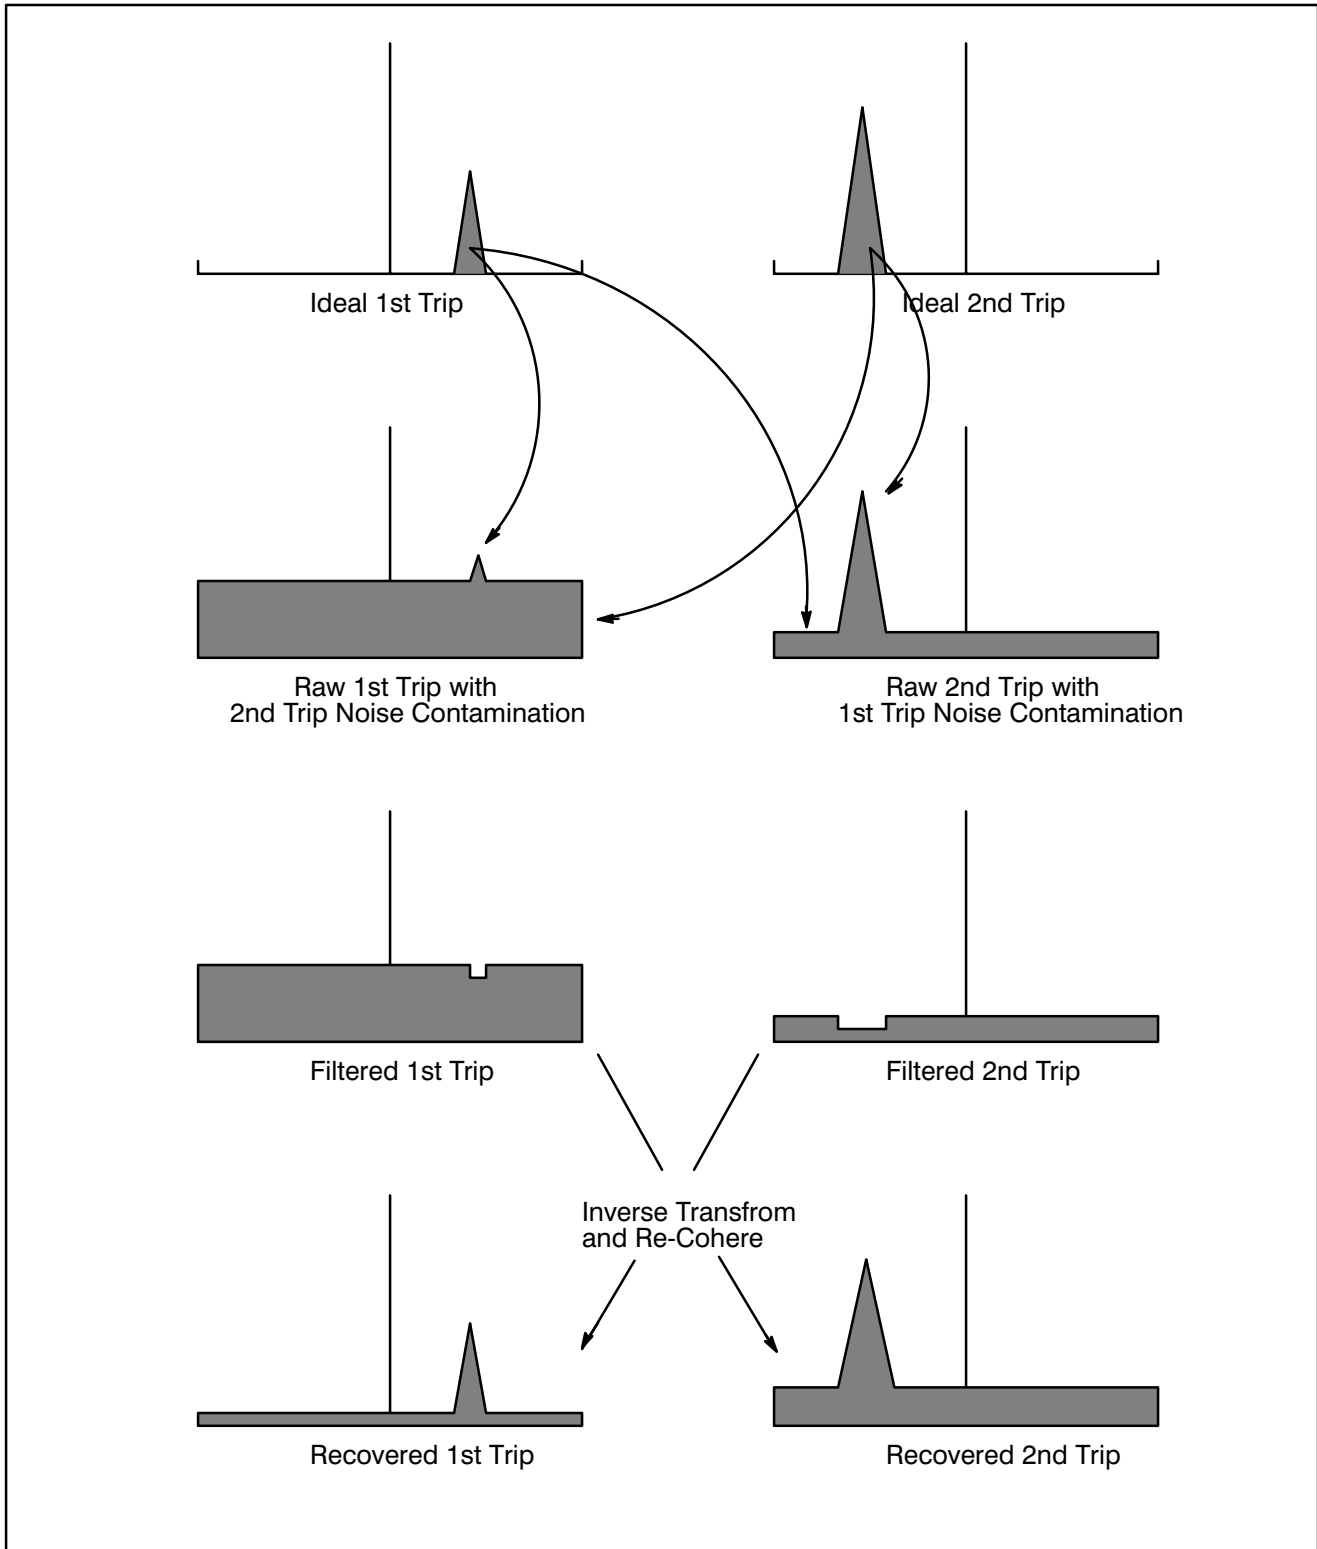 Ideal 1st Trip
Ideal 2nd Trip
Raw 1st Trip with
2nd Trip Noise Contamination
Raw 2nd Trip with
1st Trip Noise Contamination
Filtered 1st Trip
Filtered 2nd Trip
Inverse Transfrom
and Re-Cohere
Recovered 1st Trip
Recovered 2nd Trip